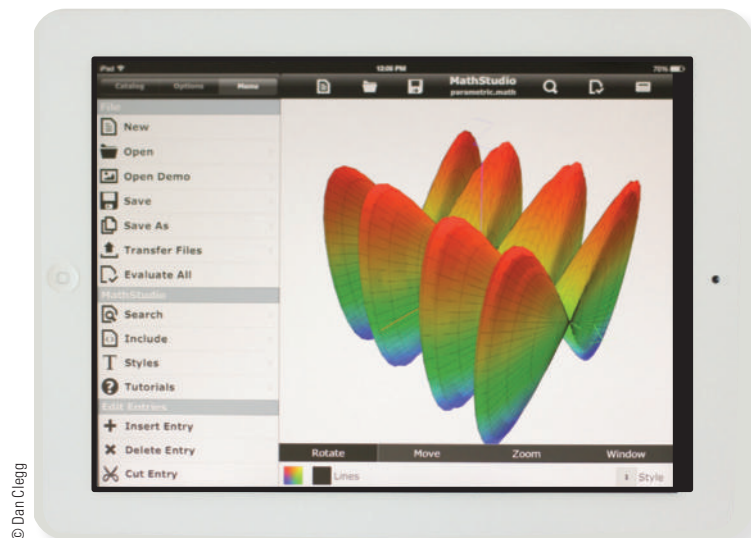 iPad
12:08 PM
70%
Catalog Options Menu
MathStudio
parametric.math
File
New
Open
Open Demo
Save
Save As
Transfer Files
Evaluate All
MathStudio
Search
Include
Styles
Tutorials
Edit Entries
Insert Entry
Delete Entry
Cut Entry
Rotate Move Zoom Window
Lines
1 Style
© Dan Clegg